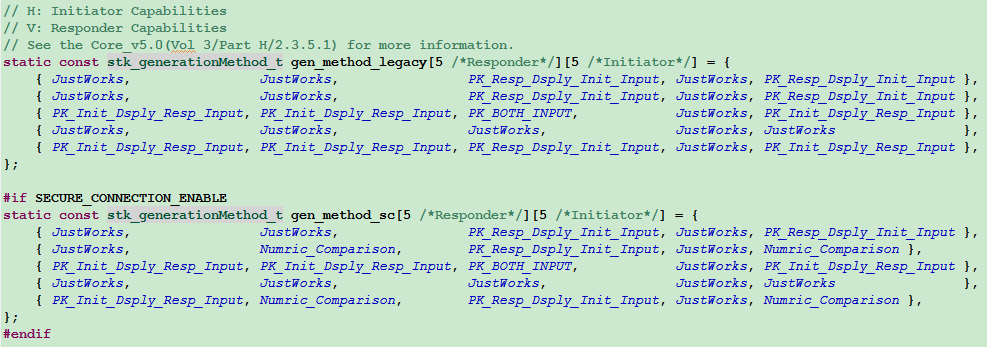 // H: Initiator Capabilities
// V: Responder Capabilities
// See the Core_v5.0(Vol 3/Part H/2.3.5.1) for more information.
static const stk_generationMethod_t gen_method_legacy[5 /*Responder*/][5 /*Initiator*/] = {
    { JustWorks,              JustWorks,              PK_Resp_Dsply_Init_Input, JustWorks, PK_Resp_Dsply_Init_Input },
    { JustWorks,              JustWorks,              PK_Resp_Dsply_Init_Input, JustWorks, PK_Resp_Dsply_Init_Input },
    { PK_Init_Dsply_Resp_Input, PK_Init_Dsply_Resp_Input, PK_BOTH_INPUT,            JustWorks, PK_Init_Dsply_Resp_Input },
    { JustWorks,              JustWorks,              JustWorks,                JustWorks, JustWorks                },
    { PK_Init_Dsply_Resp_Input, PK_Init_Dsply_Resp_Input, PK_Resp_Dsply_Init_Input, JustWorks, PK_Init_Dsply_Resp_Input },
};
#if SECURE_CONNECTION_ENABLE
static const stk_generationMethod_t gen_method_sc[5 /*Responder*/][5 /*Initiator*/] = {
    { JustWorks,              JustWorks,              PK_Resp_Dsply_Init_Input, JustWorks, PK_Resp_Dsply_Init_Input },
    { JustWorks,              Numric_Comparison,      PK_Resp_Dsply_Init_Input, JustWorks, Numric_Comparison },
    { PK_Init_Dsply_Resp_Input, PK_Init_Dsply_Resp_Input, PK_BOTH_INPUT,            JustWorks, PK_Init_Dsply_Resp_Input },
    { JustWorks,              JustWorks,              JustWorks,                JustWorks, JustWorks                },
    { PK_Init_Dsply_Resp_Input, Numric_Comparison,      PK_Resp_Dsply_Init_Input, JustWorks, Numric_Comparison },
};
#endif